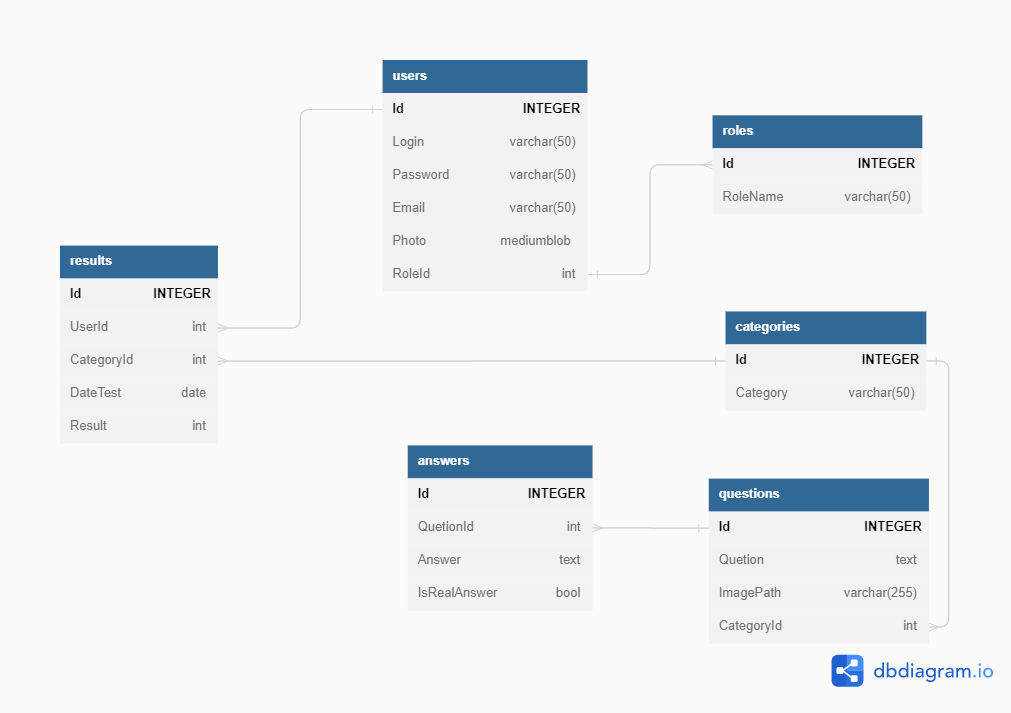 users
Id INTEGER
Login varchar(50)
Password varchar(50)
Email varchar(50)
Photo mediumblob
RoleId int
roles
Id INTEGER
RoleName varchar(50)
results
Id INTEGER
UserId int
CategoryId int
DateTest date
Result int
categories
Id INTEGER
Category varchar(50)
answers
Id INTEGER
QuetionId int
Answer text
IsRealAnswer bool
questions
Id INTEGER
Quetion text
ImagePath varchar(255)
CategoryId int
dbdiagram.io